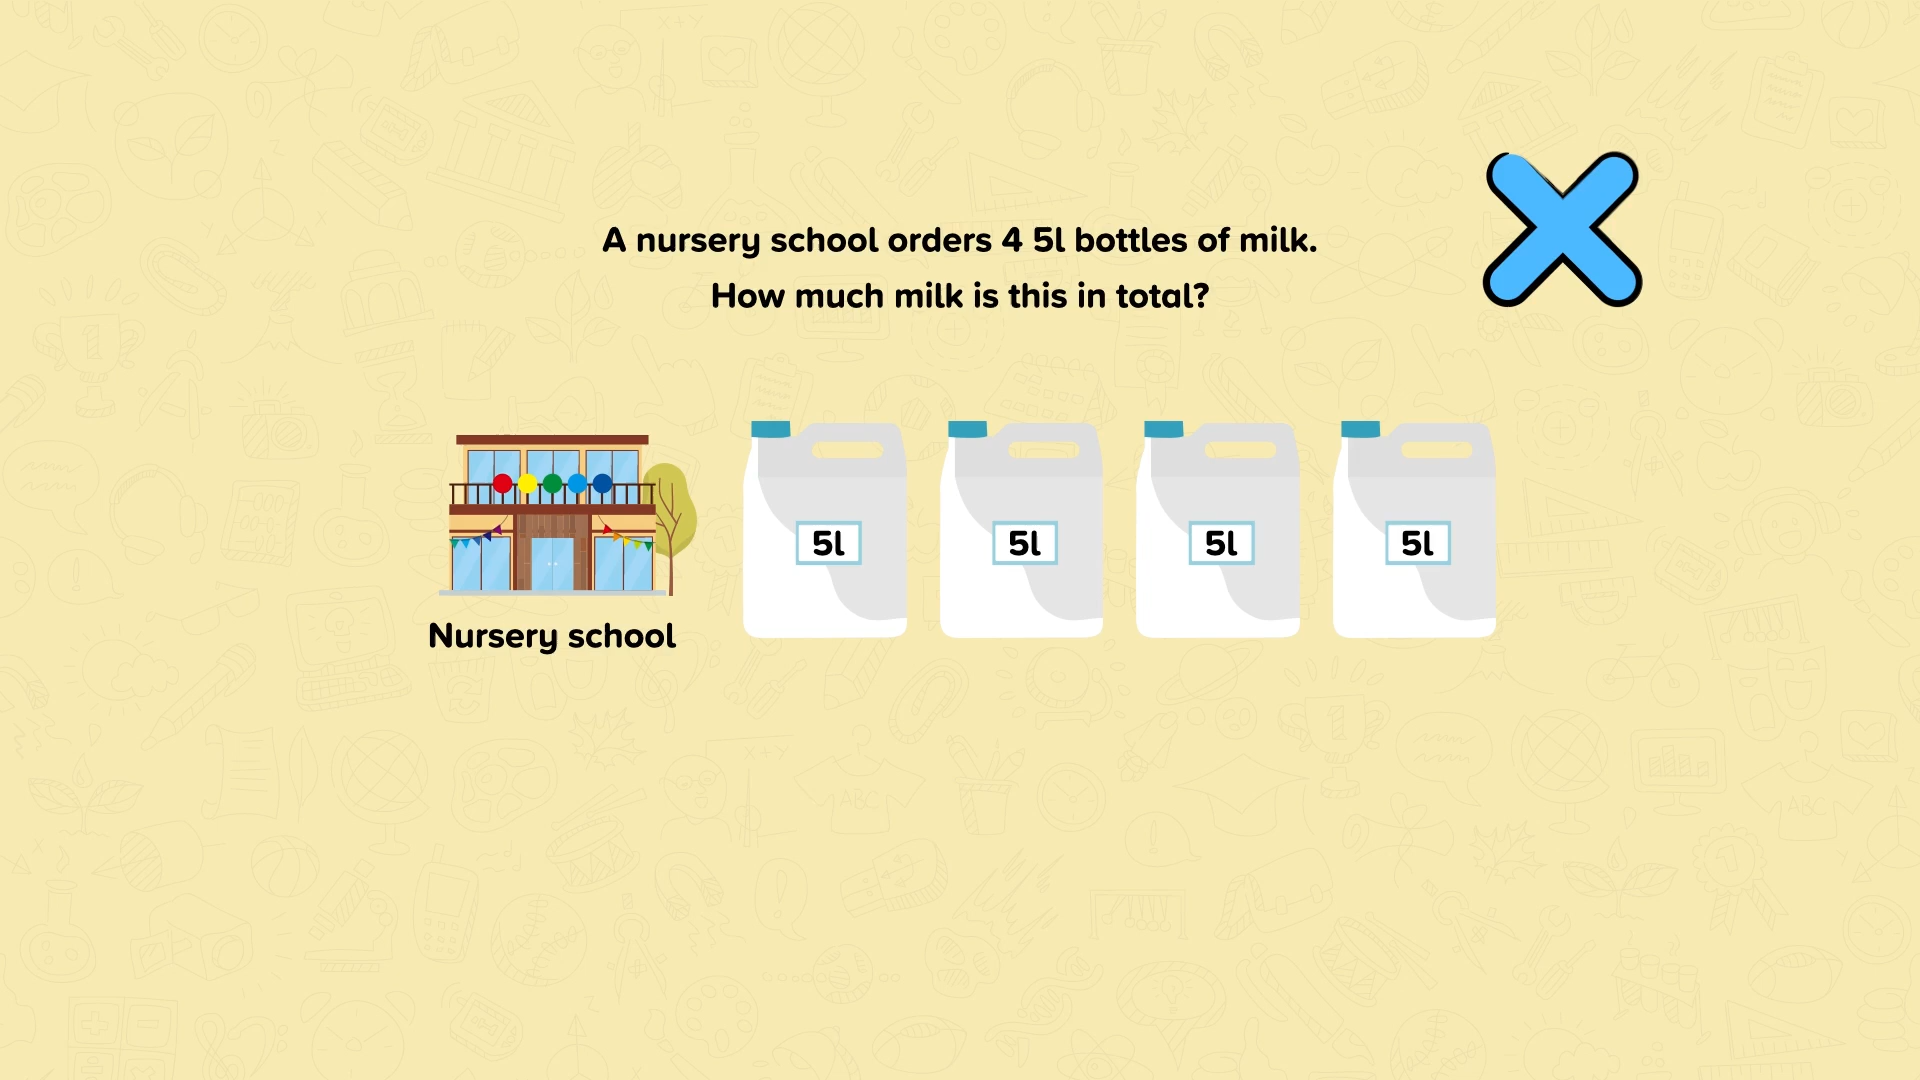 A nursery school orders 4 5l bottles of milk.
How much milk is this in total?
5l
5l
5l
5l
Nursery school